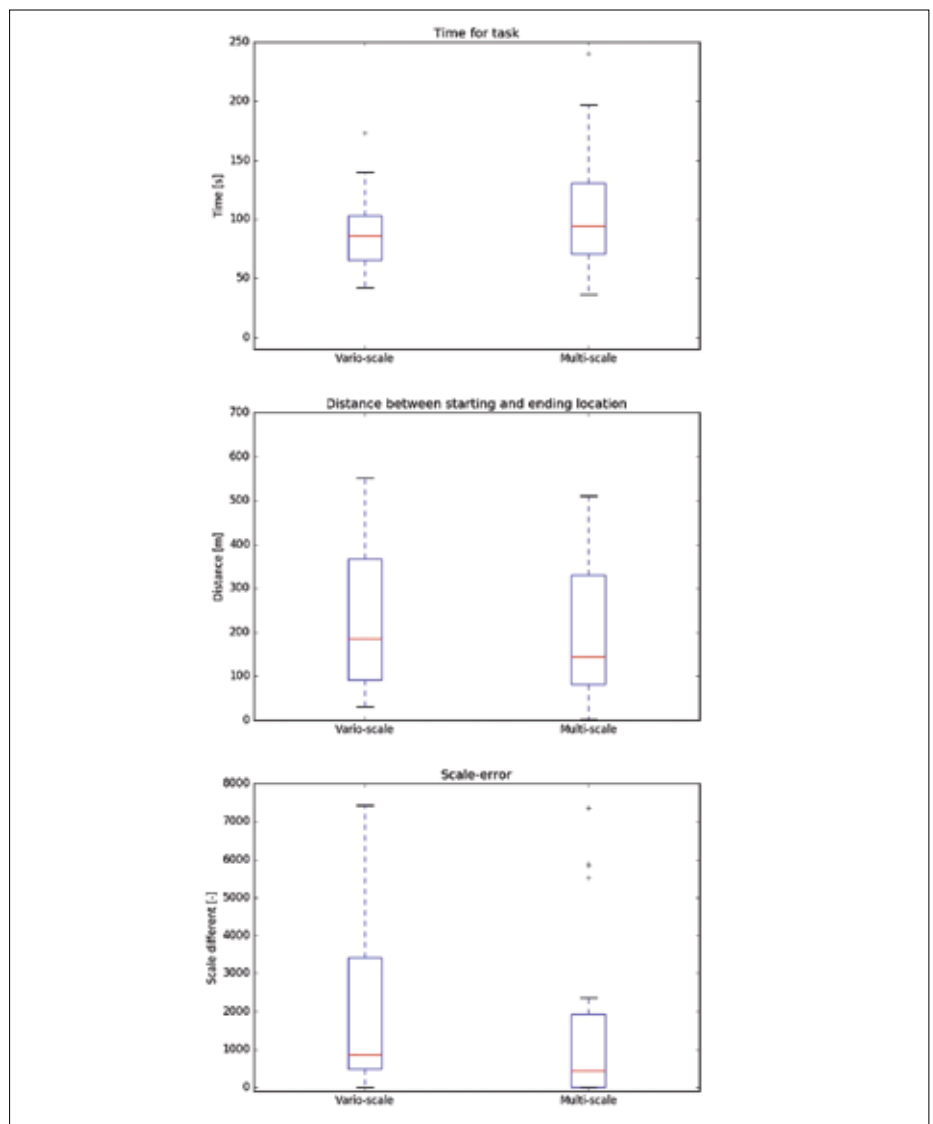 Time for task
250
200
150
100
50
0
Time [s]
Vario-scale Multi-scale
Distance between starting and ending location
700
600
500
400
300
200
100
0
Distance [m]
Vario-scale Multi-scale
Scale-error
8000
7000
6000
5000
4000
3000
2000
1000
0
Scale different [-]
Vario-scale Multi-scale